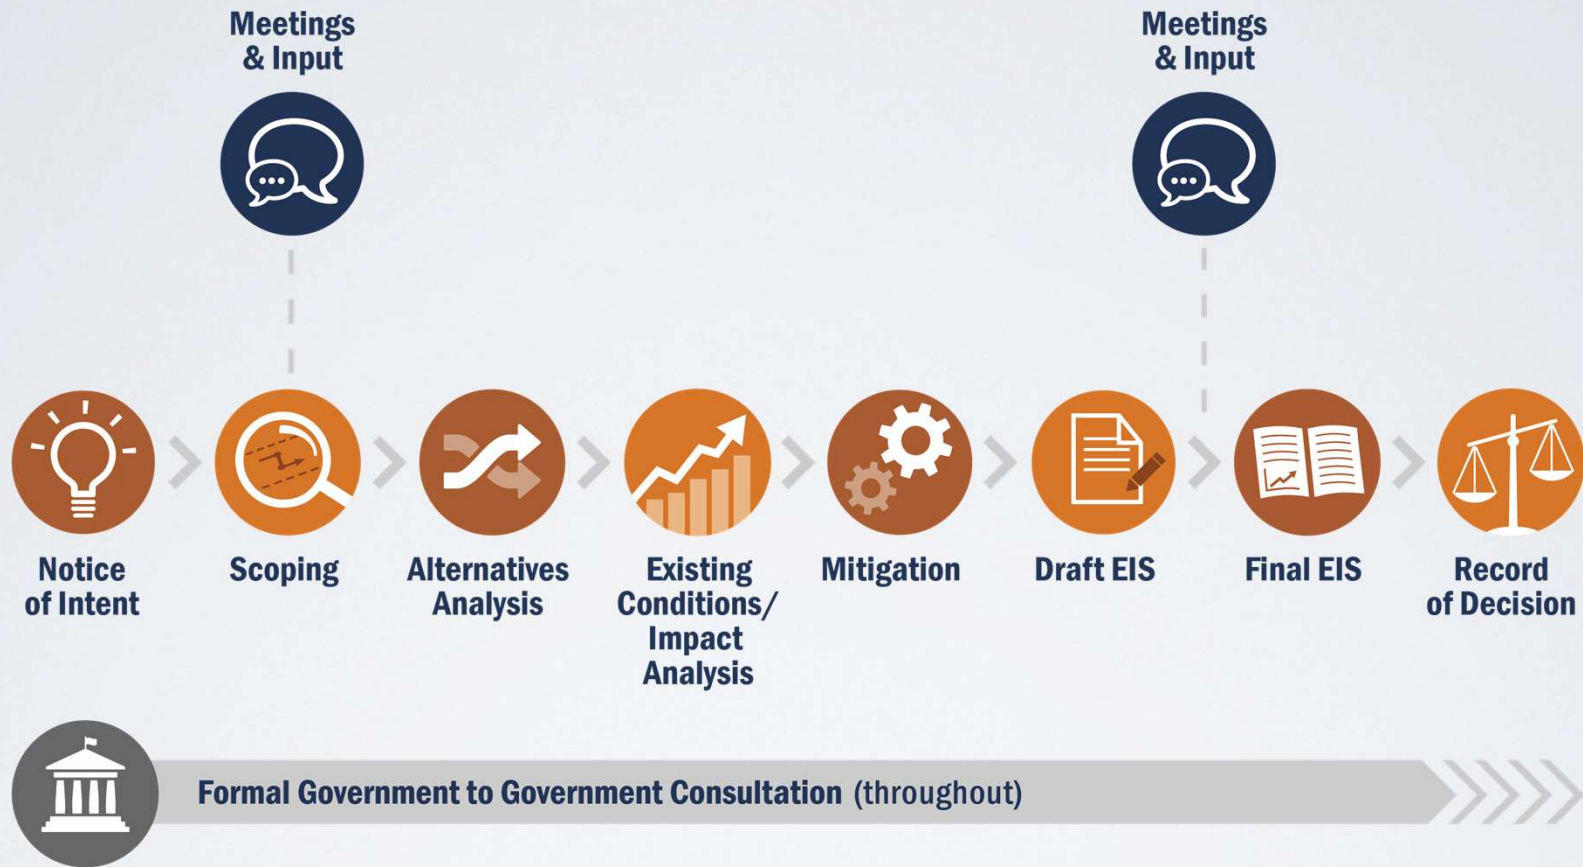 Meetings
& Input
Meetings
& Input
Notice
of Intent
Scoping
Alternatives
Analysis
Existing
Conditions/
Impact
Analysis
Mitigation
Draft EIS
Final EIS
Record
of Decision
Formal Government to Government Consultation (throughout)